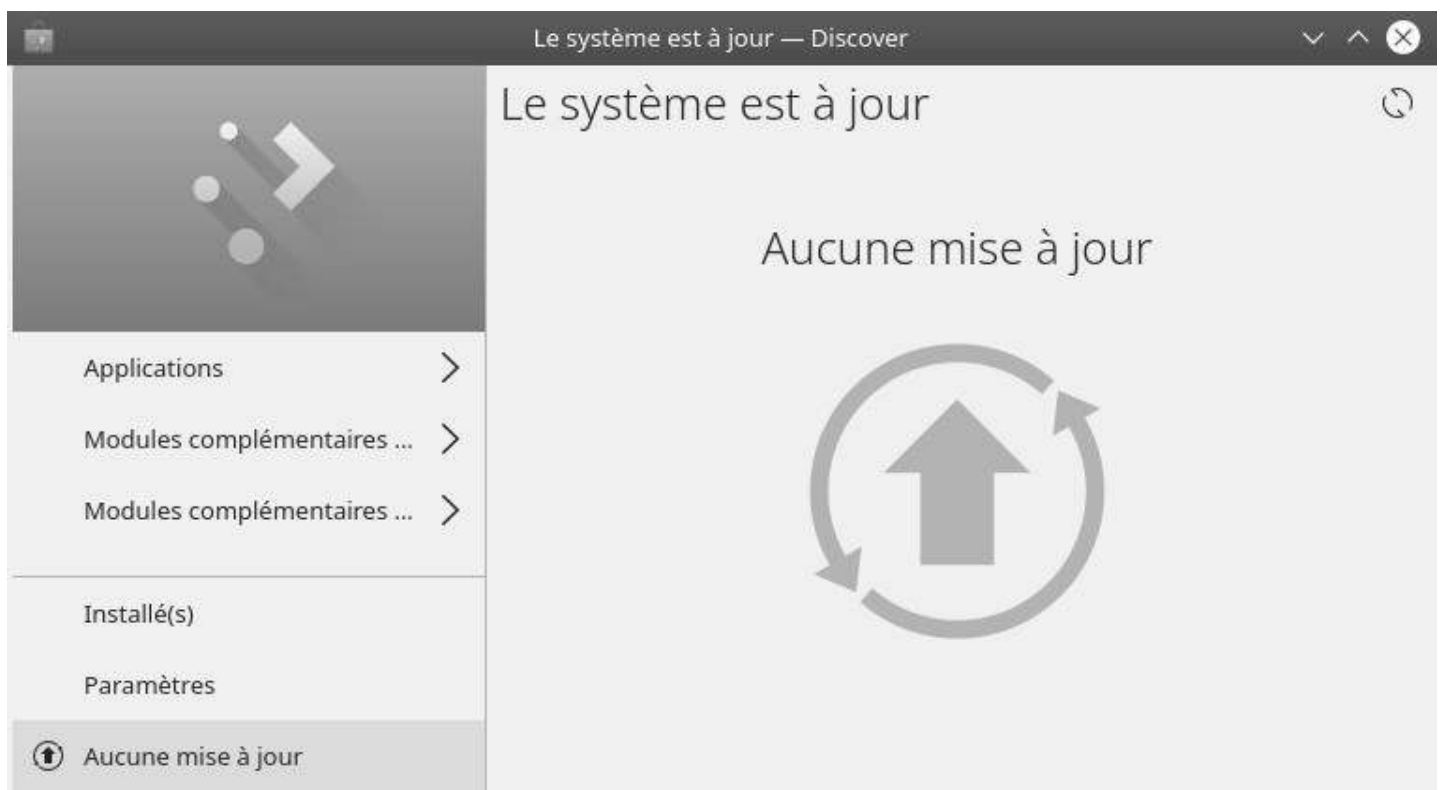 Le système est à jour — Discover
Le système est à jour
Aucune mise à jour
Applications
Modules complémentaires ...
Modules complémentaires ...
Installé(s)
Paramètres
Aucune mise à jour